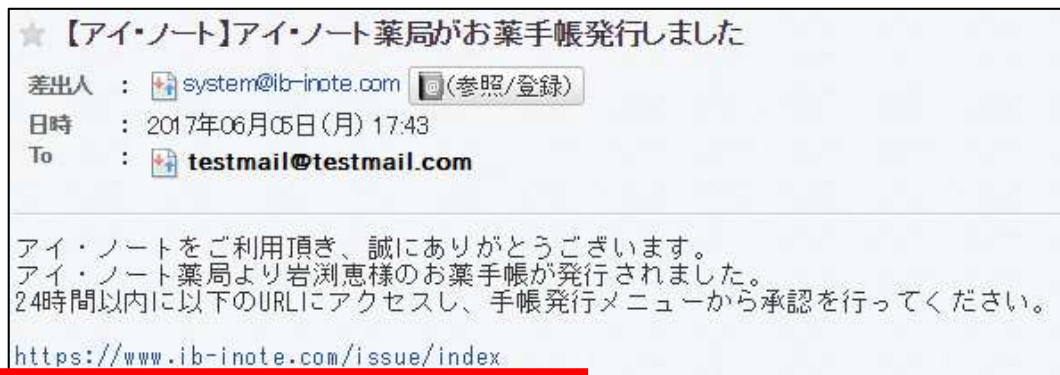 【アイ・ノート】アイ・ノート薬局がお薬手帳発行しました
差出人 : system@ib-inote.com (参照/登録)
日時 : 2017年06月05日(月) 17:43
To : testmail@testmail.com
アイ・ノートをご利用頂き、誠にありがとうございます。
アイ・ノート薬局より岩渕恵様のお薬手帳が発行されました。
24時間以内に以下のURLにアクセスし、手帳発行メニューから承認を行ってください。
https://www.ib-inote.com/issue/index